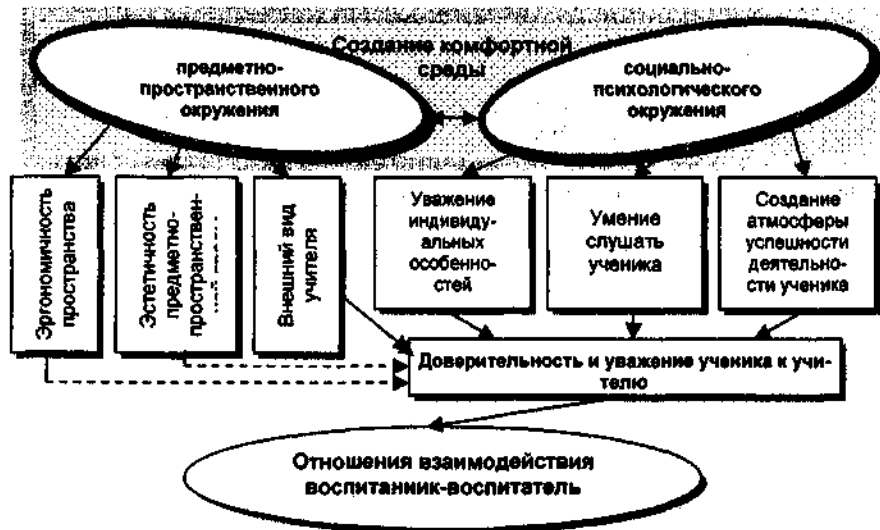 Создание комфортной
среды
предметно-
пространственного
окружения
социально-
психологического
окружения
Эргономичность
пространства
Эстетичность
предметно-
пространствен-
Внешний вид
учителя
Уважение
индивиду-
альных
особенно-
стей
Умение
слушать
ученика
Создание
атмосферы
успешности
деятельно-
сти ученика
Доверительность и уважение ученика к учи-
телю
Отношения взаимодействия
воспитанник-воспитатель